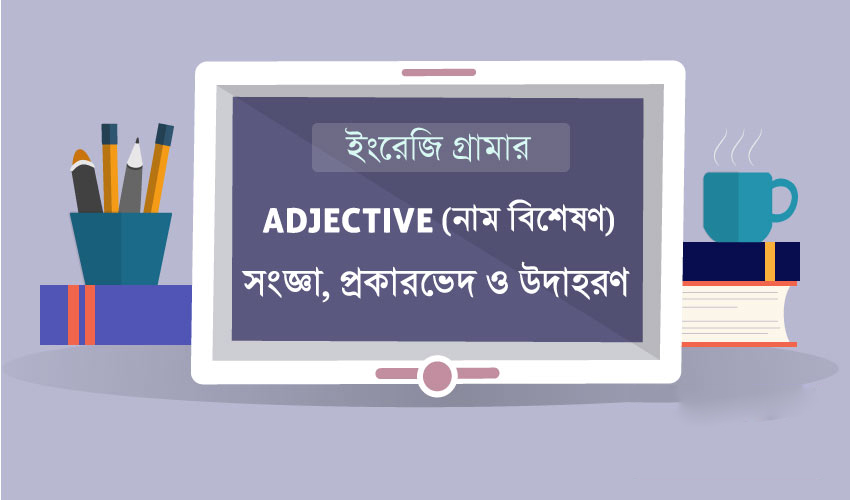 ইংরেজি গ্রামার
ADJECTIVE (নাম বিশেষণ)
সংজ্ঞা, প্রকারভেদ ও উদাহরণ